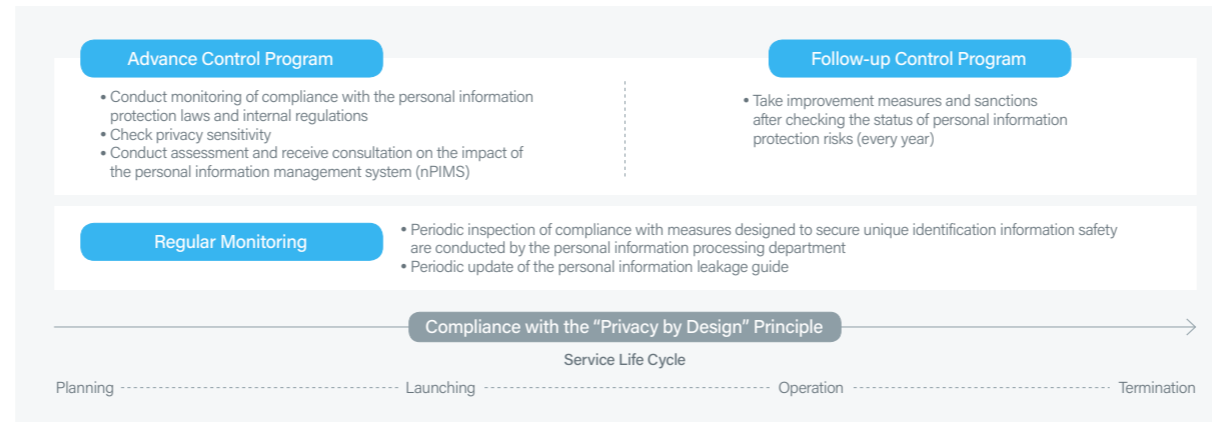 Advance Control Program
• Conduct monitoring of compliance with the personal information
protection laws and internal regulations
• Check privacy sensitivity
• Conduct assessment and receive consultation on the impact of
the personal information management system (nPIMS)
Follow-up Control Program
• Take improvement measures and sanctions
after checking the status of personal information
protection risks (every year)
Regular Monitoring
• Periodic inspection of compliance with measures designed to secure unique identification information safety
are conducted by the personal information processing department
• Periodic update of the personal information leakage guide
Compliance with the “Privacy by Design” Principle
Service Life Cycle
Planning Launching Operation Termination